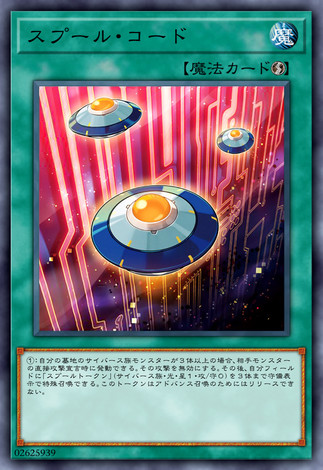 スプール・コード
魔
【魔法カード】
①：自分の墓地のサイバース族モンスターが３体以上の場合、相手モンスター
の直接攻撃宣言時に発動できる。その攻撃を無効にする。その後、自分フィール
ドに「スプールトークン」（サイバース族・光・星１・攻/守０）を３体まで守備表
示で特殊召喚できる。このトークンはアドバンス召喚のためにはリリースでき
ない。
02625939